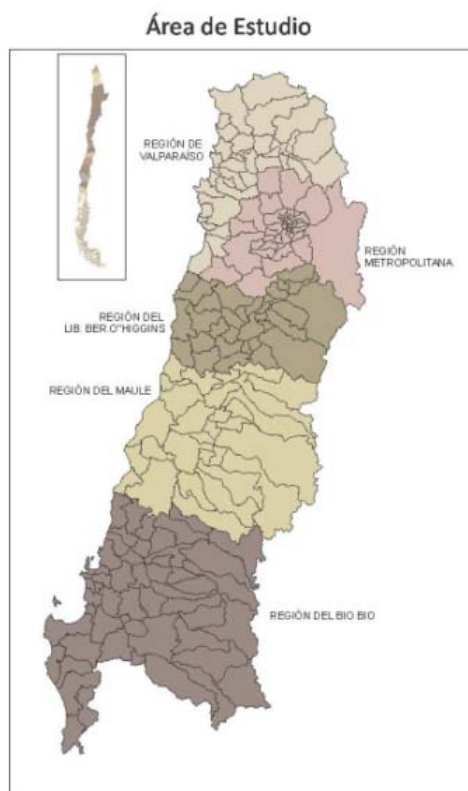 Área de Estudio
REGIÓN DE
VALPARAÍSO
REGIÓN
METROPOLITANA
REGIÓN DEL
LIB. BER.O"HIGGINS
REGIÓN DEL MAULE
REGIÓN DEL BIO BIO